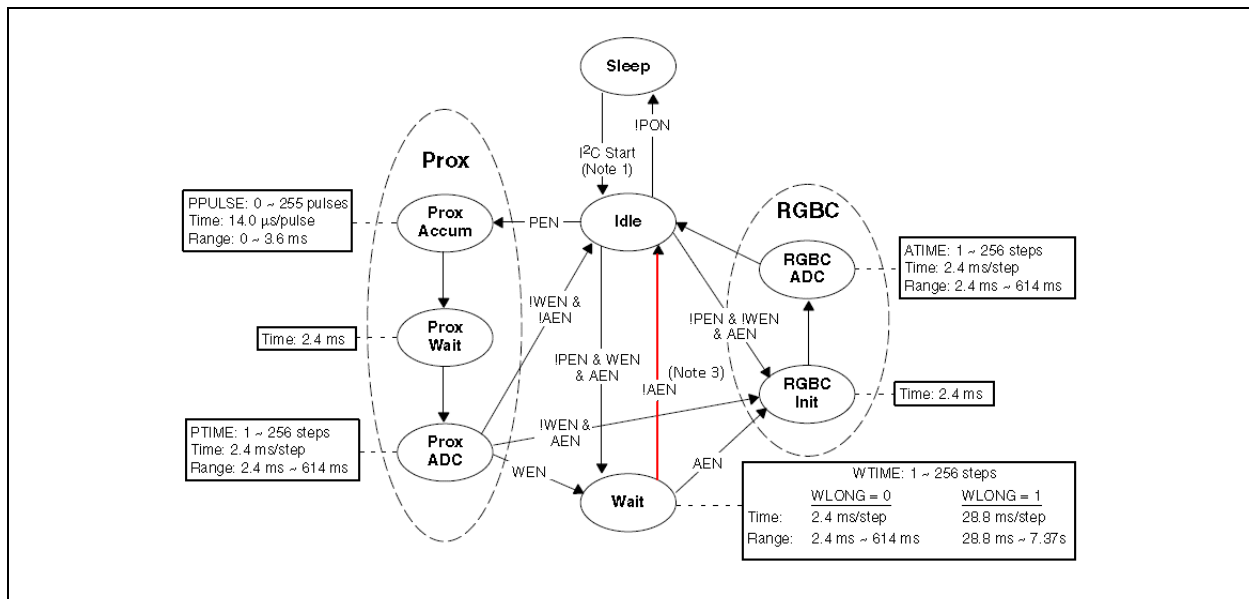 Sleep
!PON
I²C Start
(Note 1)
Prox
RGBC
PPULSE: 0 ~ 255 pulses
Time: 14.0 µs/pulse
Range: 0 ~ 3.6 ms
Prox
Accum
PEN
Idle
RGBC
ADC
ATIME: 1 ~ 256 steps
Time: 2.4 ms/step
Range: 2.4 ms ~ 614 ms
!WEN &
!AEN
!PEN & !WEN
& AEN
Time: 2.4 ms
Prox
Wait
!PEN & WEN
& AEN
(Note 3)
!AEN
RGBC
Init
Time: 2.4 ms
PTIME: 1 ~ 256 steps
Time: 2.4 ms/step
Range: 2.4 ms ~ 614 ms
Prox
ADC
!WEN &
AEN
WEN
AEN
Wait
WTIME: 1 ~ 256 steps
WLONG = 0 WLONG = 1
Time: 2.4 ms/step 28.8 ms/step
Range: 2.4 ms ~ 614 ms 28.8 ms ~ 7.37s